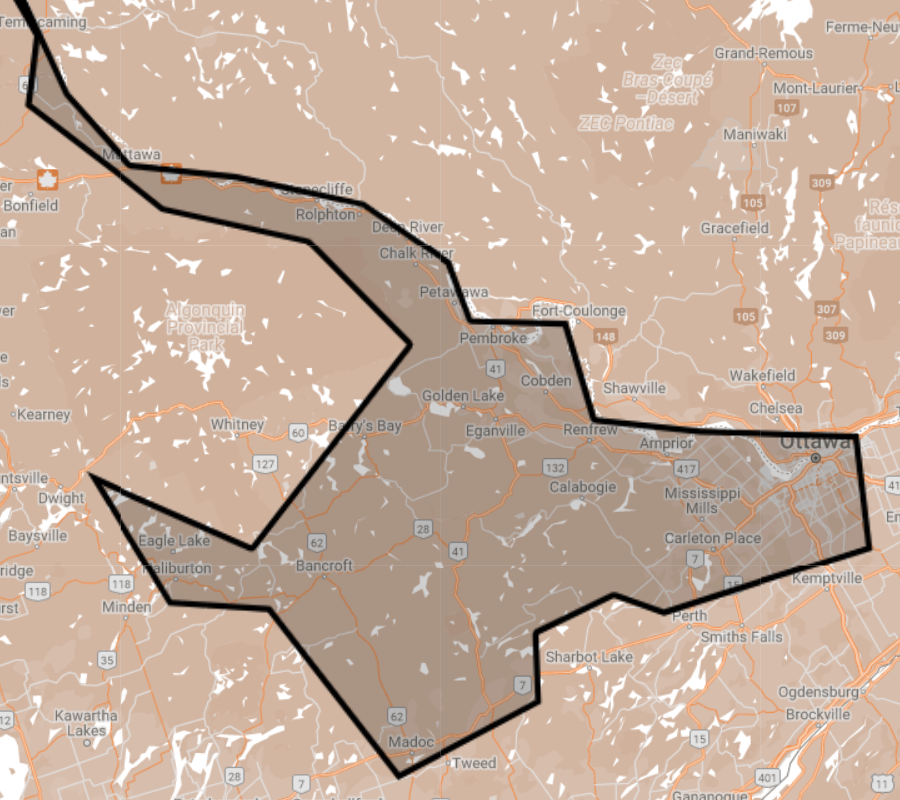 Temiscaming
Ferme-Neuve
Grand-Remous
Zec
Bras-Coupé
–Désert
Mont-Laurier
107
ZEC Pontiac
Maniwaki
Mattawa
309
Bonfield
Stonecliffe
105
Rolphton
Deep River
Gracefield
Chalk River
Petawawa
Algonquin
Provincial
Park
Fort-Coulonge
307
105
148
309
Pembroke
41
Wakefield
Cobden
Shawville
Golden Lake
Chelsea
Kearney
Whitney
60
Barry's Bay
Eganville
Renfrew
Arnprior
Ottawa
127
132
417
Dwight
Calabogie
Mississippi
Mills
28
Baysville
Eagle Lake
62
41
Carleton Place
7
Haliburton
Bancroft
118
118
15
Kemptville
Minden
Perth
Smiths Falls
35
Sharbot Lake
7
Ogdensburg
Brockville
12
Kawartha
Lakes
62
15
Madoc
Tweed
28
7
401
11
Gananoque